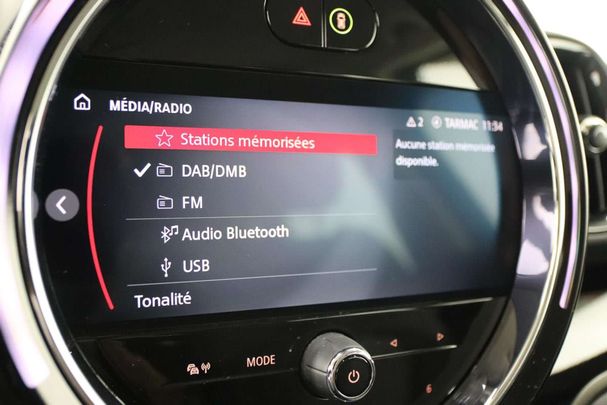 MÉDIA/RADIO
2 TARMAC 11:34
Stations mémorisées
Aucune station mémorisée
disponible.
DAB/DMB
FM
Audio Bluetooth
USB
Tonalité
MODE
6